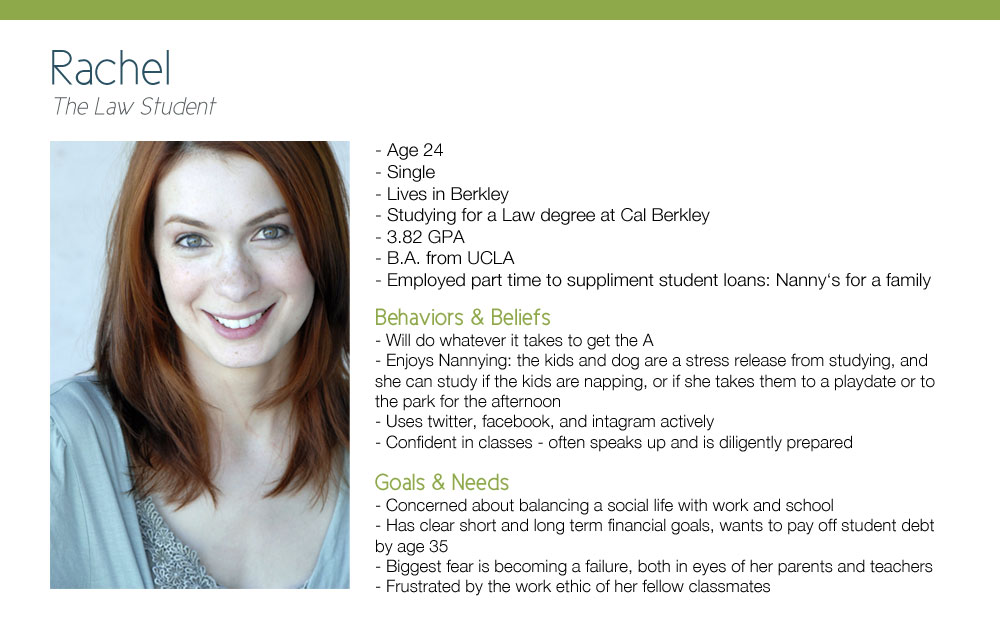 Rachel
The Law Student
- Age 24
- Single
- Lives in Berkley
- Studying for a Law degree at Cal Berkley
- 3.82 GPA
- B.A. from UCLA
- Employed part time to suppliment student loans: Nanny‘s for a family
Behaviors & Beliefs
- Will do whatever it takes to get the A
- Enjoys Nannying: the kids and dog are a stress release from studying, and
she can study if the kids are napping, or if she takes them to a playdate or to
the park for the afternoon
- Uses twitter, facebook, and intagram actively
- Confident in classes - often speaks up and is diligently prepared
Goals & Needs
- Concerned about balancing a social life with work and school
- Has clear short and long term financial goals, wants to pay off student debt
by age 35
- Biggest fear is becoming a failure, both in eyes of her parents and teachers
- Frustrated by the work ethic of her fellow classmates